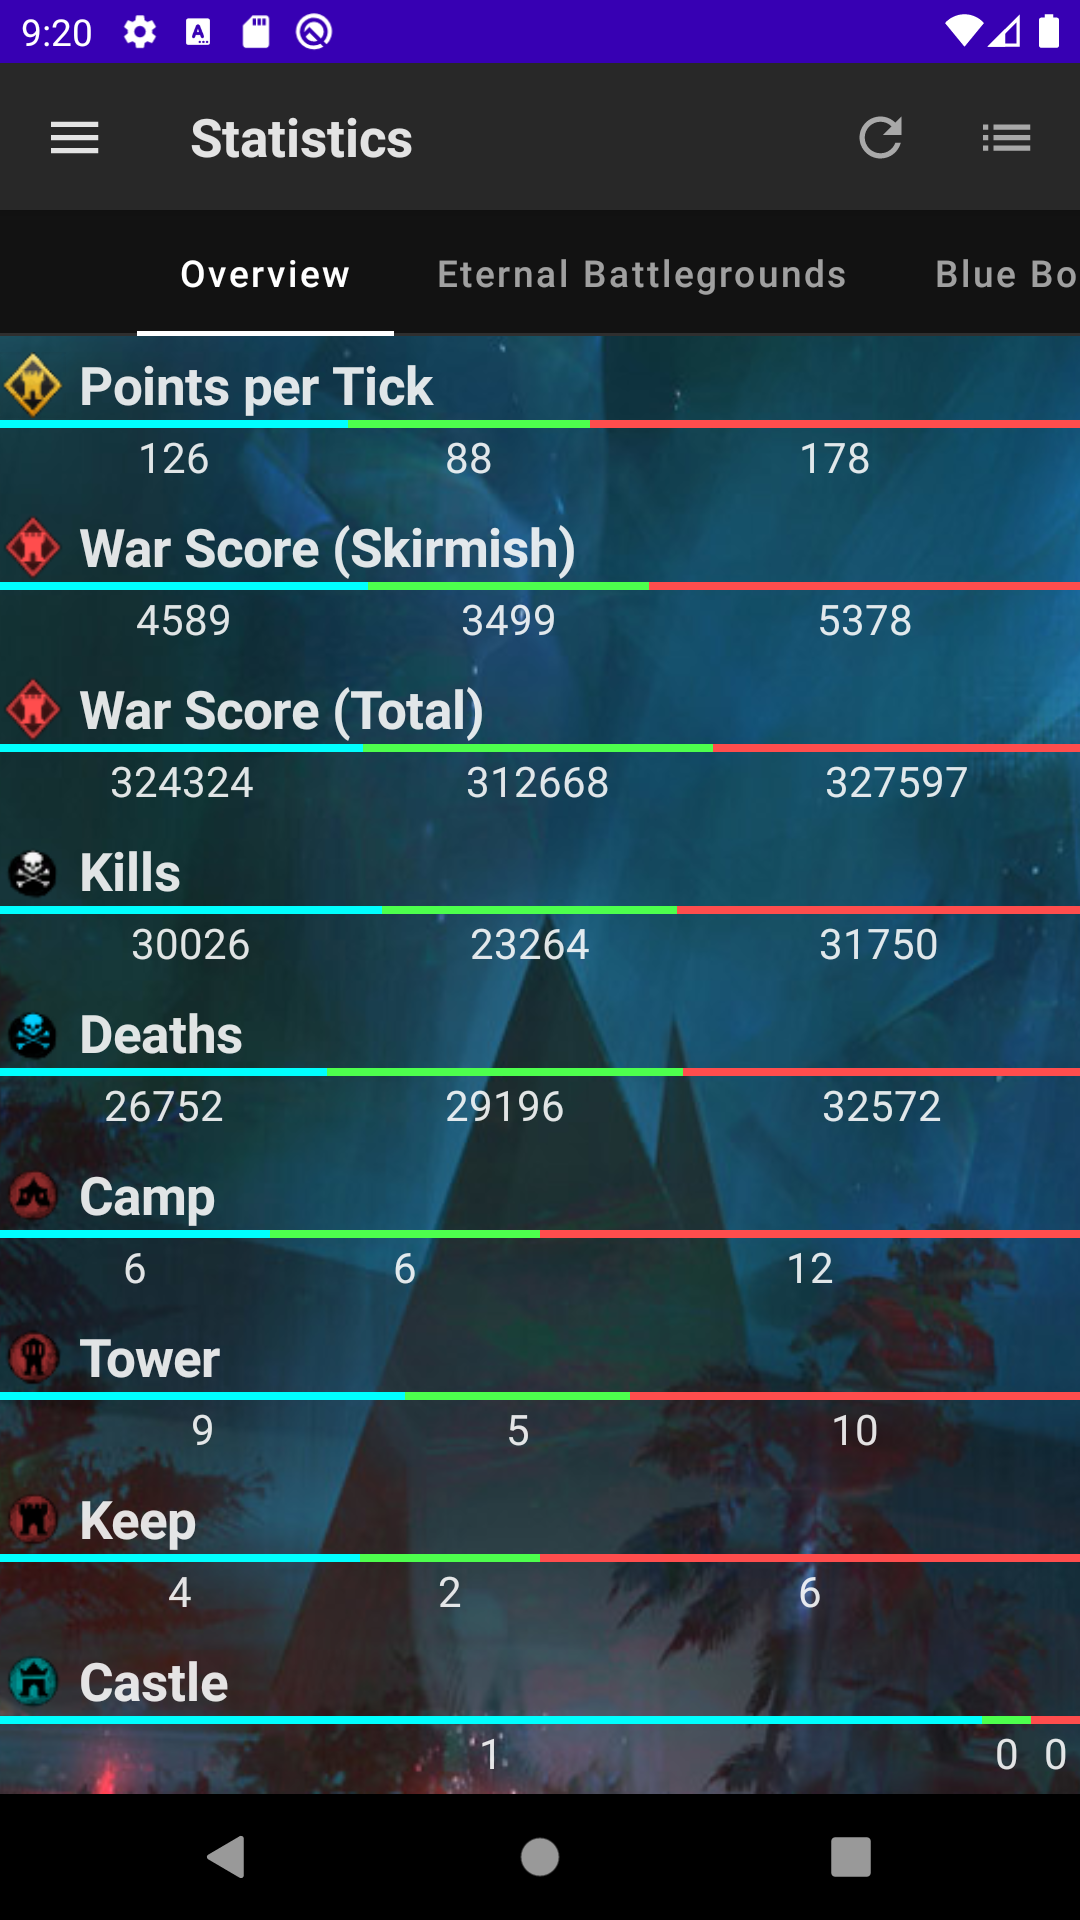 9:20
Statistics
Overview Eternal Battlegrounds Blue Bo
Points per Tick
126 88 178
War Score (Skirmish)
4589 3499 5378
War Score (Total)
324324 312668 327597
Kills
30026 23264 31750
Deaths
26752 29196 32572
Camp
6 6 12
Tower
9 5 10
Keep
4 2 6
Castle
1 0 0